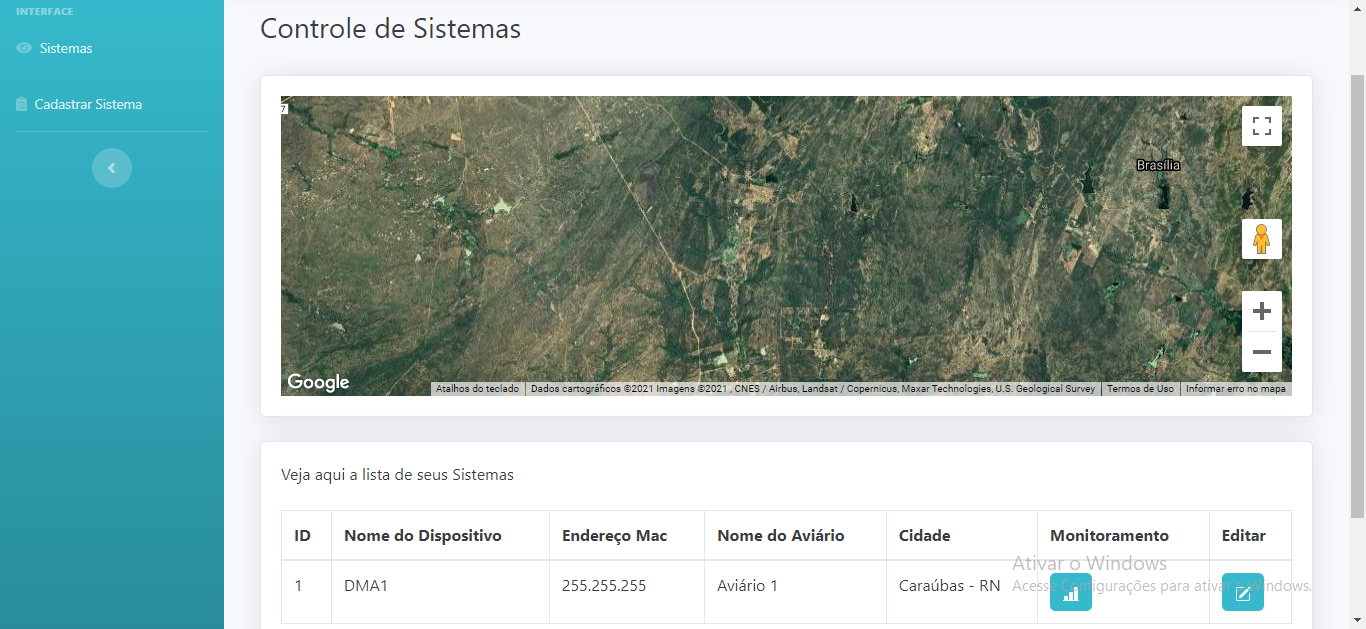 INTERFACE
Sistemas
Cadastrar Sistema
Controle de Sistemas
7
Brasília
Google
Atalhos do teclado
Dados cartográficos ©2021 Imagens ©2021 , CNES / Airbus, Landsat / Copernicus, Maxar Technologies, U.S. Geological Survey
Termos de Uso
Informar erro no mapa
Veja aqui a lista de seus Sistemas
ID Nome do Dispositivo Endereço Mac Nome do Aviário Cidade Monitoramento Editar
1 DMA1 255.255.255 Aviário 1 Caraúbas - RN
Ativar o Windows
Acesse Configurações para ativar o Windows.